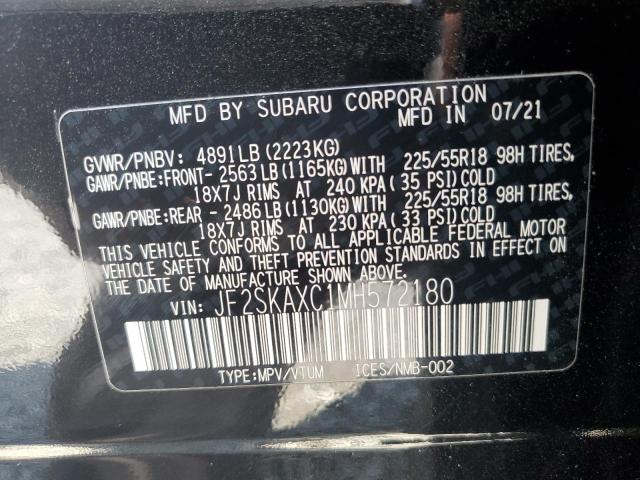 MFD BY SUBARU CORPORATION
MFD IN 07/21
GVWR/PNBV: 4891LB(2223KG)
GAWR/PNBE:FRONT- 2563LB(1165KG)WITH 225/55R18 98H TIRES,
18X7J RIMS AT 240 KPA(35 PSI)COLD
GAWR/PNBE:REAR - 2486LB(1130KG)WITH 225/55R18 98H TIRES,
18X7J RIMS AT 230 KPA(33 PSI)COLD
THIS VEHICLE CONFORMS TO ALL APPLICABLE FEDERAL MOTOR
VEHICLE SAFETY AND THEFT PREVENTION STANDARDS IN EFFECT ON
THE DATE OF MANUFACTURE SHOWN ABOVE.
VIN: JF2SKAXC1MH572180
TYPE:MPV/VTUM ICES/NMB-002